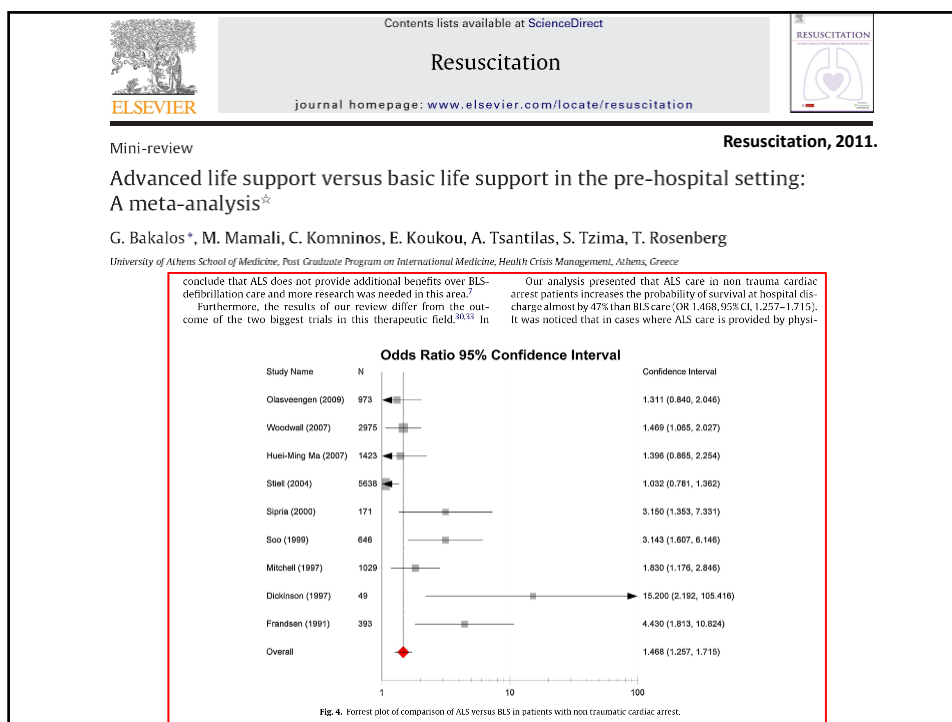 Contents lists available at ScienceDirect
RESUSCITATION
Resuscitation
ELSEVIER
journal homepage: www.elsevier.com/locate/resuscitation
Resuscitation, 2011.
Mini-review
Advanced life support versus basic life support in the pre-hospital setting:
A meta-analysis☆
G. Bakalos*, M. Mamali, C. Komninos, E. Koukou, A. Tsantilas, S. Tzima, T. Rosenberg
University of Athens School of Medicine, Post Graduate Program on International Medicine, Health Crisis Management, Athens, Greece
conclude that ALS does not provide additional benefits over BLS-
defibrillation care and more research was needed in this area.7
Furthermore, the results of our review differ from the out-
come of the two biggest trials in this therapeutic field.30,33 In
Our analysis presented that ALS care in non trauma cardiac
arrest patients increases the probability of survival at hospital dis-
charge almost by 47% than BLS care (OR 1.468, 95% CI, 1.257–1.715).
It was noticed that in cases where ALS care is provided by physi-
Odds Ratio 95% Confidence Interval
Study Name N Confidence Interval
Olasveengen (2009) 973 1.311 (0.840, 2.046)
Woodwall (2007) 2975 1.469 (1.065, 2.027)
Huei-Ming Ma (2007) 1423 1.396 (0.865, 2.254)
Stiell (2004) 5638 1.032 (0.781, 1.362)
Sipria (2000) 171 3.150 (1.353, 7.331)
Soo (1999) 646 3.143 (1.607, 6.146)
Mitchell (1997) 1029 1.830 (1.176, 2.846)
Dickinson (1997) 49 15.200 (2.192, 105.416)
Frandsen (1991) 393 4.430 (1.813, 10.824)
Overall 1.468 (1.257, 1.715)
1 10 100
Fig. 4. Forrest plot of comparison of ALS versus BLS in patients with non traumatic cardiac arrest.